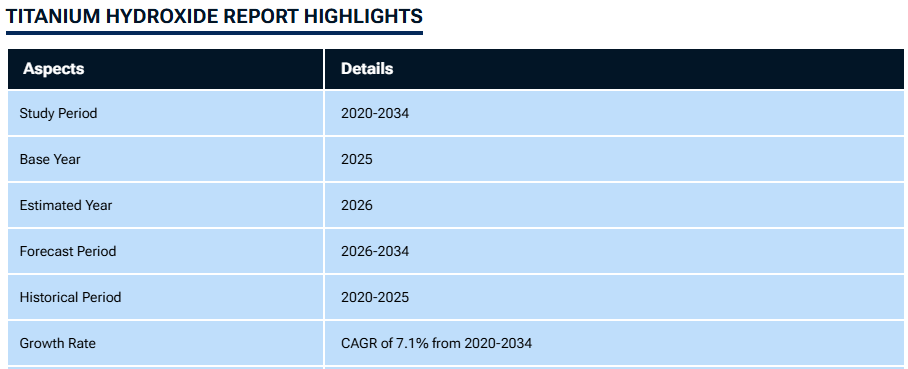 TITANIUM HYDROXIDE REPORT HIGHLIGHTS
Aspects Details
Study Period 2020-2034
Base Year 2025
Estimated Year 2026
Forecast Period 2026-2034
Historical Period 2020-2025
Growth Rate CAGR of 7.1% from 2020-2034